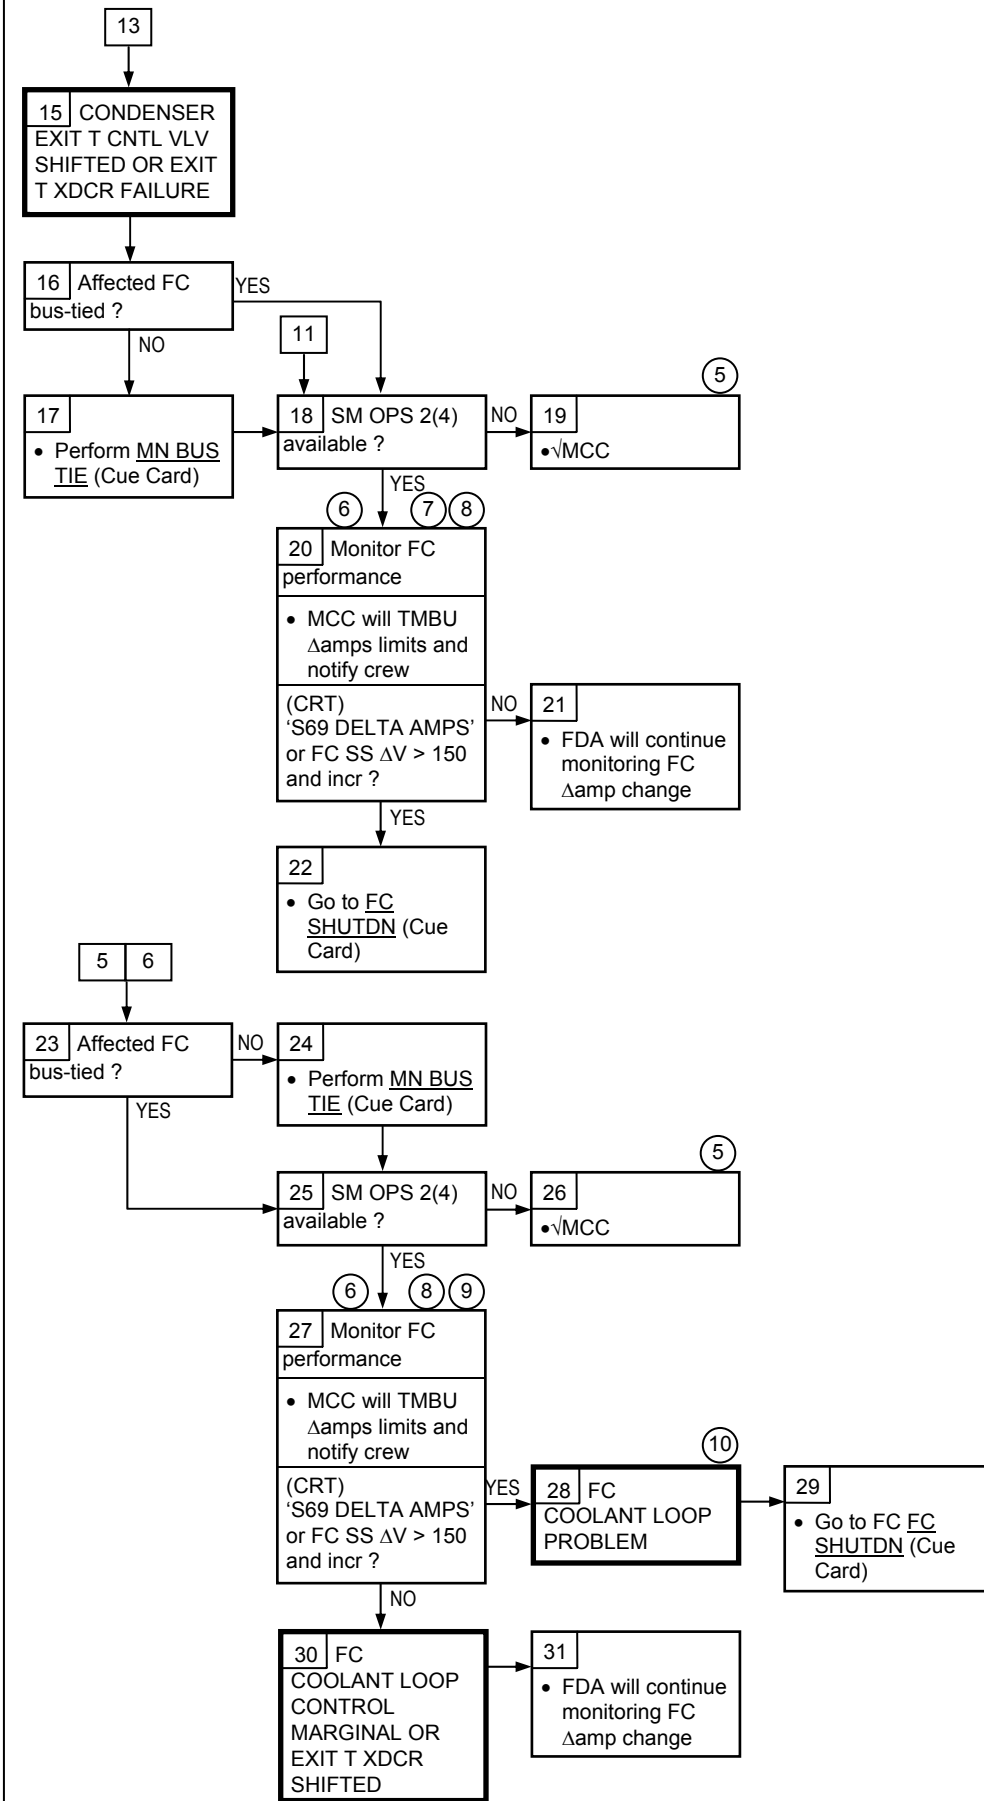 13
15 CONDENSER
EXIT T CNTL VLV
SHIFTED OR EXIT
T XDCR FAILURE
16 Affected FC
bus-tied ?
YES
NO
11
5
17
• Perform MN BUS
TIE (Cue Card)
18 SM OPS 2(4)
available ?
NO
19
•√MCC
YES
6 7 8
20 Monitor FC
performance
• MCC will TMBU
∆amps limits and
notify crew
(CRT)
'S69 DELTA AMPS'
or FC SS ∆V > 150
and incr ?
NO
21
• FDA will continue
monitoring FC
∆amp change
YES
22
• Go to FC
SHUTDN (Cue
Card)
5 6
23 Affected FC
bus-tied ?
NO
24
• Perform MN BUS
TIE (Cue Card)
YES
5
25 SM OPS 2(4)
available ?
NO
26
•√MCC
YES
6 8 9
27 Monitor FC
performance
• MCC will TMBU
∆amps limits and
notify crew
(CRT)
'S69 DELTA AMPS'
or FC SS ∆V > 150
and incr ?
YES
10
28 FC
COOLANT LOOP
PROBLEM
29
• Go to FC FC
SHUTDN (Cue
Card)
NO
30 FC
COOLANT LOOP
CONTROL
MARGINAL OR
EXIT T XDCR
SHIFTED
31
• FDA will continue
monitoring FC
∆amp change